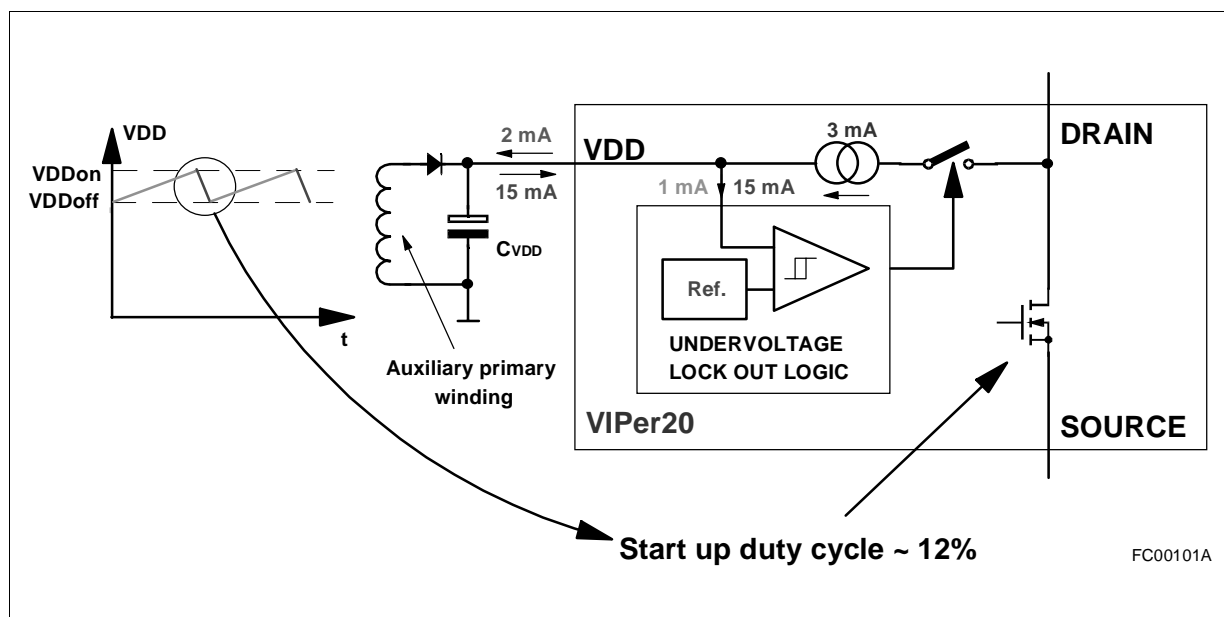 VDD
VDDon
VDDoff
t
2 mA
15 mA
CVDD
Auxiliary primary
winding
VDD
3 mA
DRAIN
1 mA 15 mA
Ref.
UNDERVOLTAGE
LOCK OUT LOGIC
VIPer20
SOURCE
Start up duty cycle ~ 12%
FC00101A